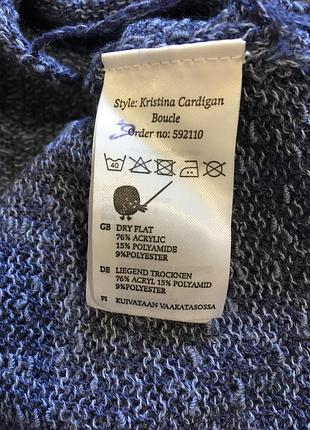 Style: Kristina Cardigan
Boucle
Order no: 592110
40
GB DRY FLAT
76% ACRYLIC
15% POLYAMIDE
9%POLYESTER
DE LIEGEND TROCKNEN
76% ACRYL 15% POLYAMID
9%POLYESTER
FI KUIVATAAN VAAKATASOSSA